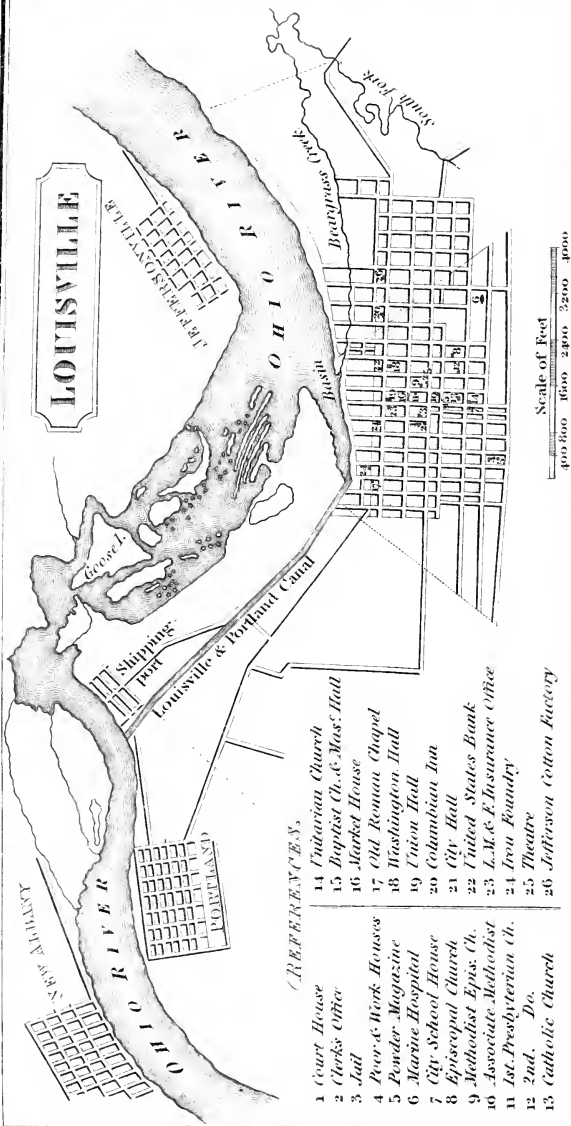 LOUISVILLE
JEFFERSONVILLE
OHIO RIVER
OHIO RIVER
Beargrass Creek
South Fork
Basin
Goose I.
Shipping
port
Louisville & Portland Canal
NEW ALBANY
OHIO RIVER
PORTLAND
REFERENCES.
1 Court House
2 Clerks Office
3 Jail
4 Poor & Work Houses
5 Powder Magazine
6 Marine Hospital
7 City School House
8 Episcopal Church
9 Methodist Epis. Ch.
10 Associate Methodist
11 1st. Presbyterian Ch.
12 2nd. Do.
13 Catholic Church
14 Unitarian Church
15 Baptist Ch. & Mas.c Hall
16 Market House
17 Old Roman Chapel
18 Washington Hall
19 Union Hall
20 Columbian Inn
21 City Hall
22 United States Bank
23 L.M. & F. Insurance Office
24 Iron Foundry
25 Theatre
26 Jefferson Cotton Factory
Scale of Feet
400 800 1600 2400 3200 4000